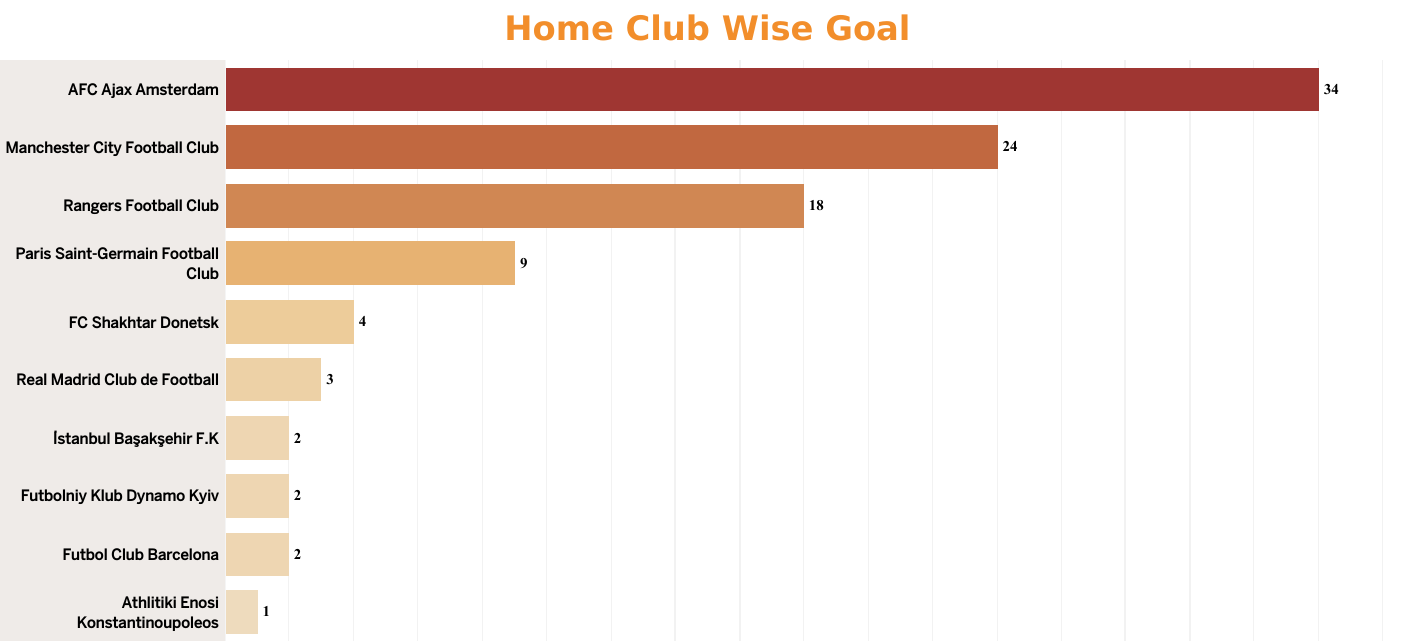 Home Club Wise Goal
AFC Ajax Amsterdam 34
Manchester City Football Club 24
Rangers Football Club 18
Paris Saint-Germain Football
Club 9
FC Shakhtar Donetsk 4
Real Madrid Club de Football 3
İstanbul Başakşehir F.K 2
Futbolniy Klub Dynamo Kyiv 2
Futbol Club Barcelona 2
Athlitiki Enosi
Konstantinoupoleos 1